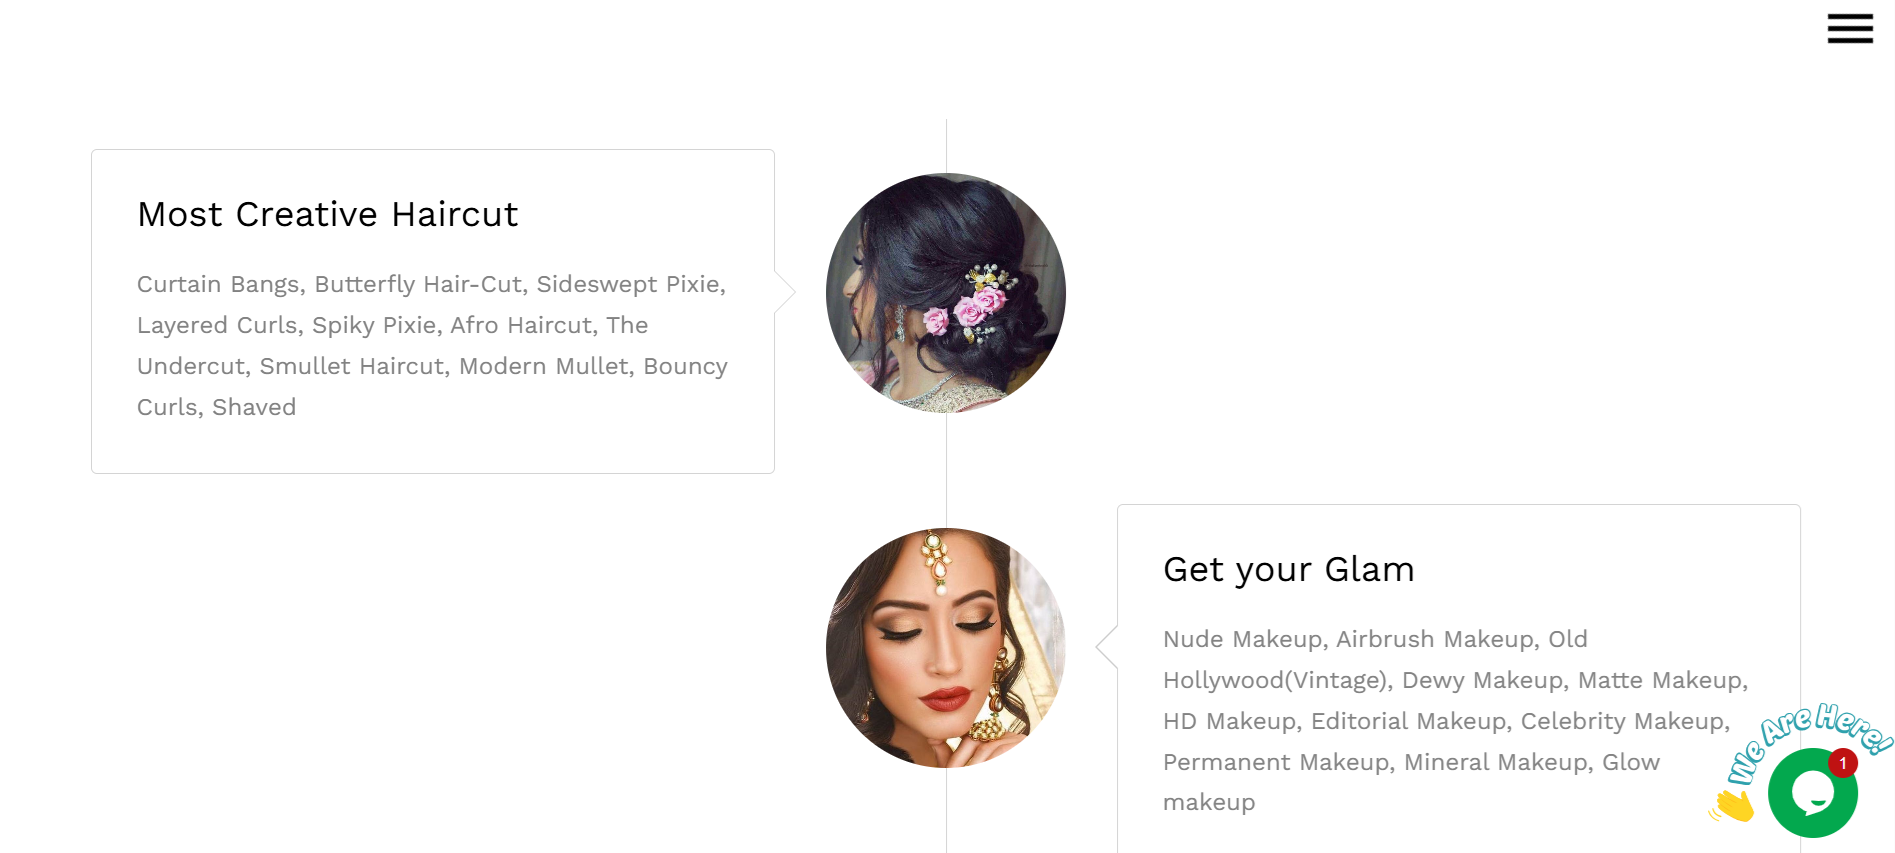 Most Creative Haircut
Curtain Bangs, Butterfly Hair-Cut, Sideswept Pixie,
Layered Curls, Spiky Pixie, Afro Haircut, The
Undercut, Smullet Haircut, Modern Mullet, Bouncy
Curls, Shaved
Get your Glam
Nude Makeup, Airbrush Makeup, Old
Hollywood(Vintage), Dewy Makeup, Matte Makeup,
HD Makeup, Editorial Makeup, Celebrity Makeup,
Permanent Makeup, Mineral Makeup, Glow
makeup
We Are Here!
1